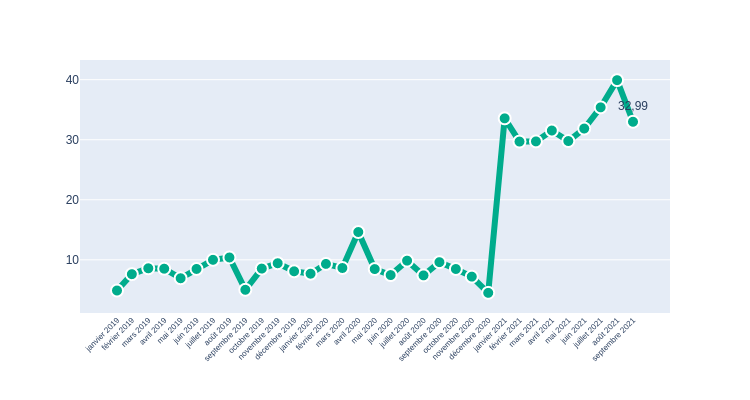 40
30
20
10
32,99
janvier 2019
février 2019
mars 2019
avril 2019
mai 2019
juin 2019
juillet 2019
août 2019
septembre 2019
octobre 2019
novembre 2019
décembre 2019
janvier 2020
février 2020
mars 2020
avril 2020
mai 2020
juin 2020
juillet 2020
août 2020
septembre 2020
octobre 2020
novembre 2020
décembre 2020
janvier 2021
février 2021
mars 2021
avril 2021
mai 2021
juin 2021
juillet 2021
août 2021
septembre 2021